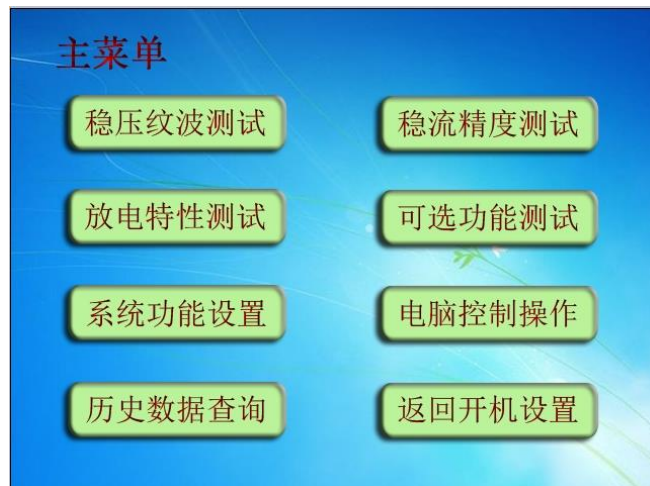 主菜单
稳压纹波测试
稳流精度测试
放电特性测试
可选功能测试
系统功能设置
电脑控制操作
历史数据查询
返回开机设置